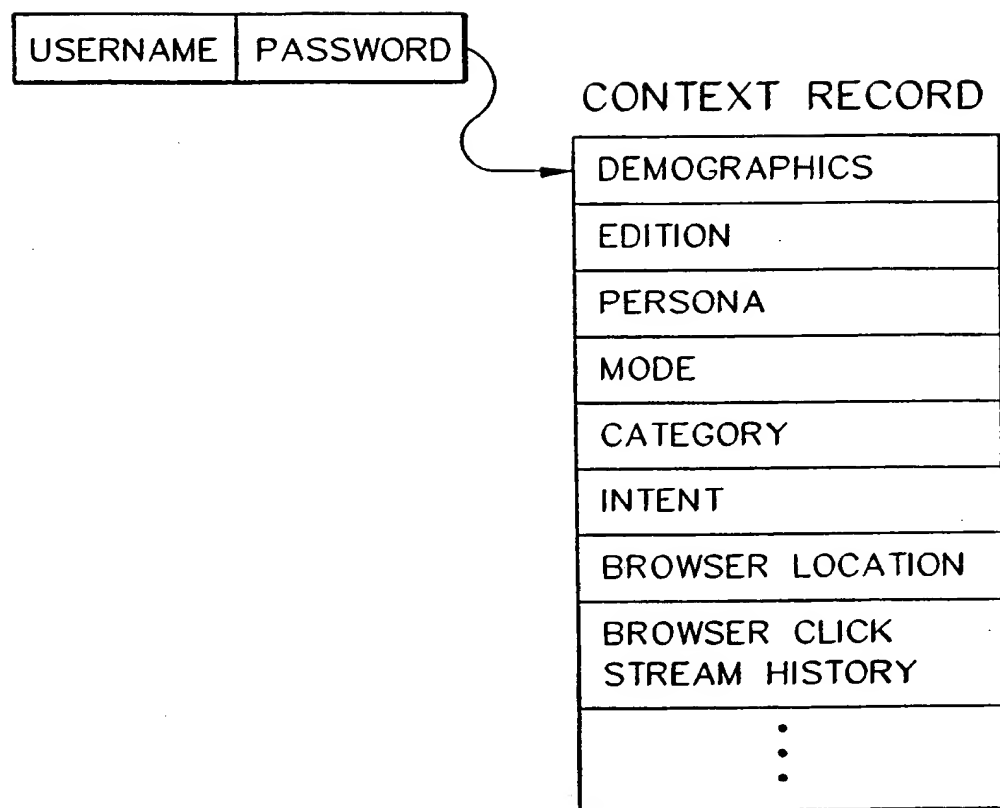 USERNAME PASSWORD
CONTEXT RECORD
DEMOGRAPHICS
EDITION
PERSONA
MODE
CATEGORY
INTENT
BROWSER LOCATION
BROWSER CLICK
STREAM HISTORY